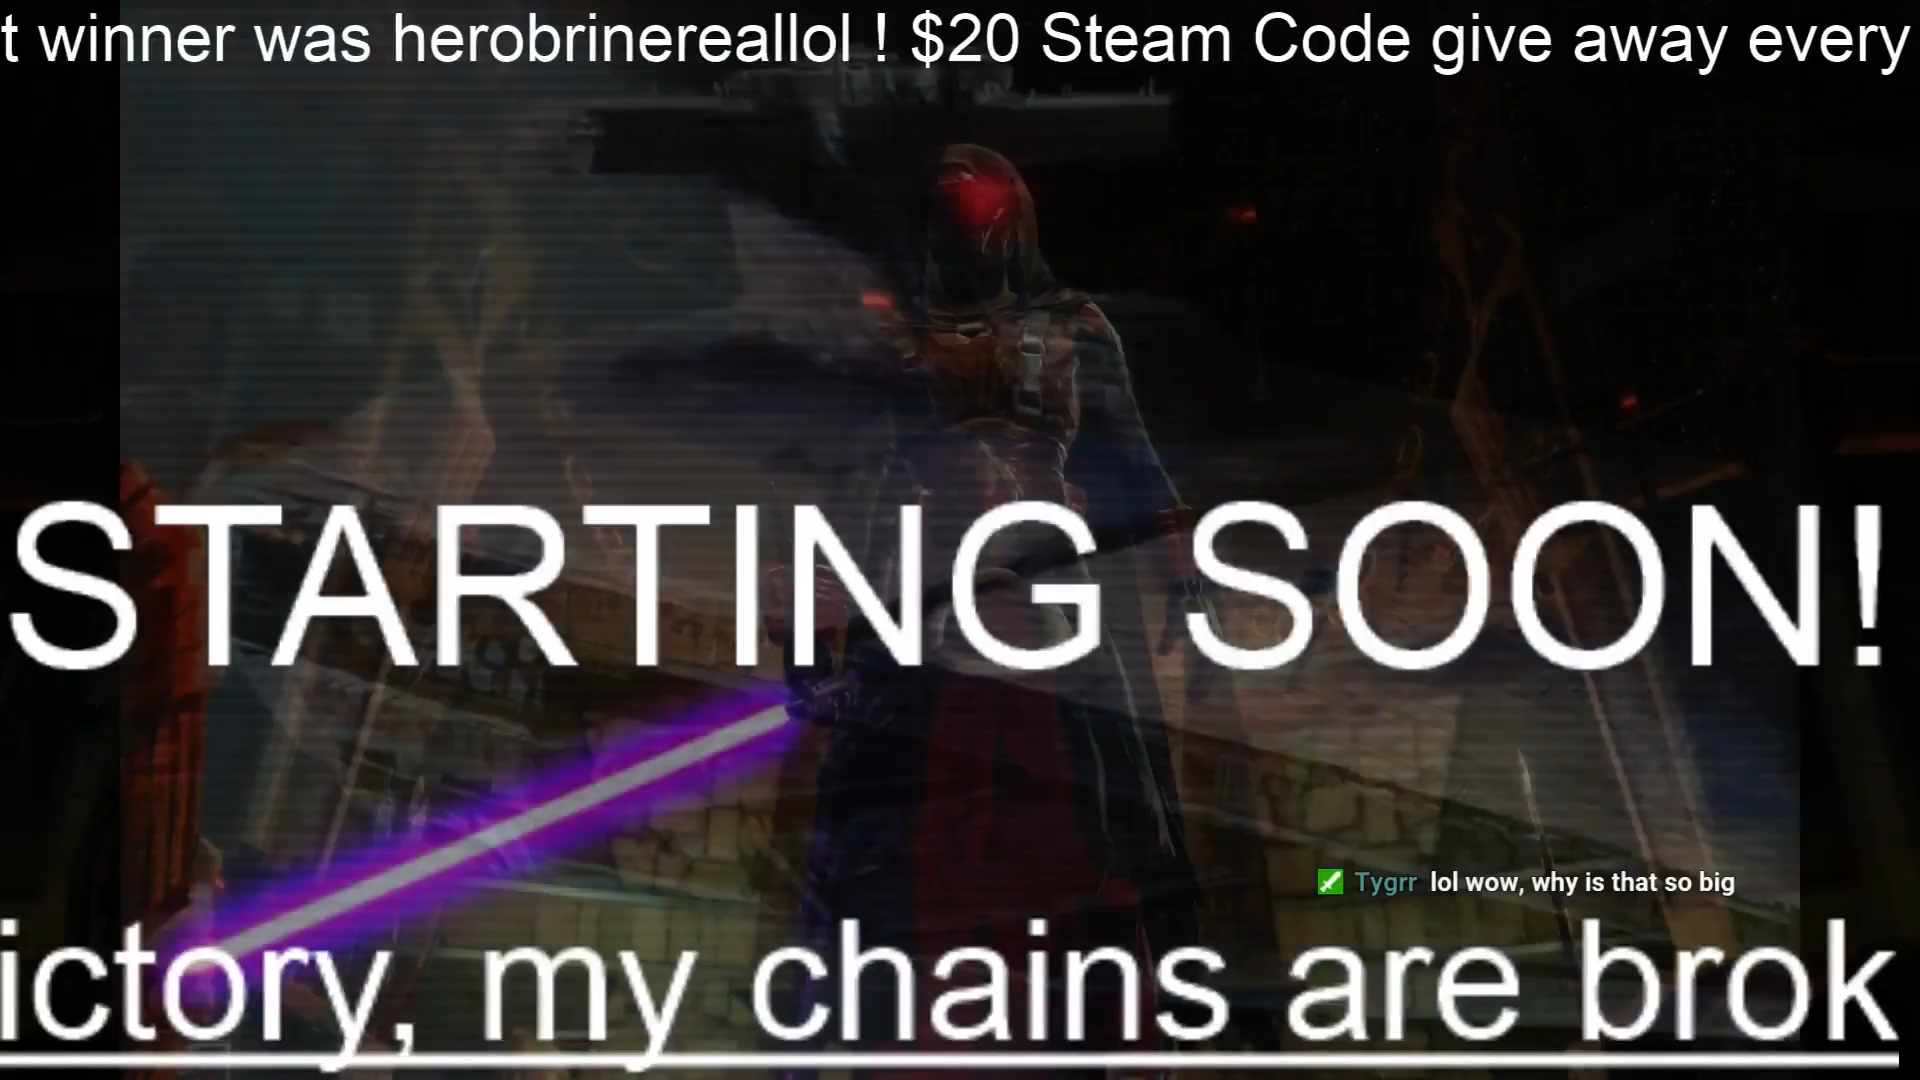 t winner was herobrinereallol ! $20 Steam Code give away every
STARTING SOON!
Tygrr lol wow, why is that so big
ictory, my chains are brok